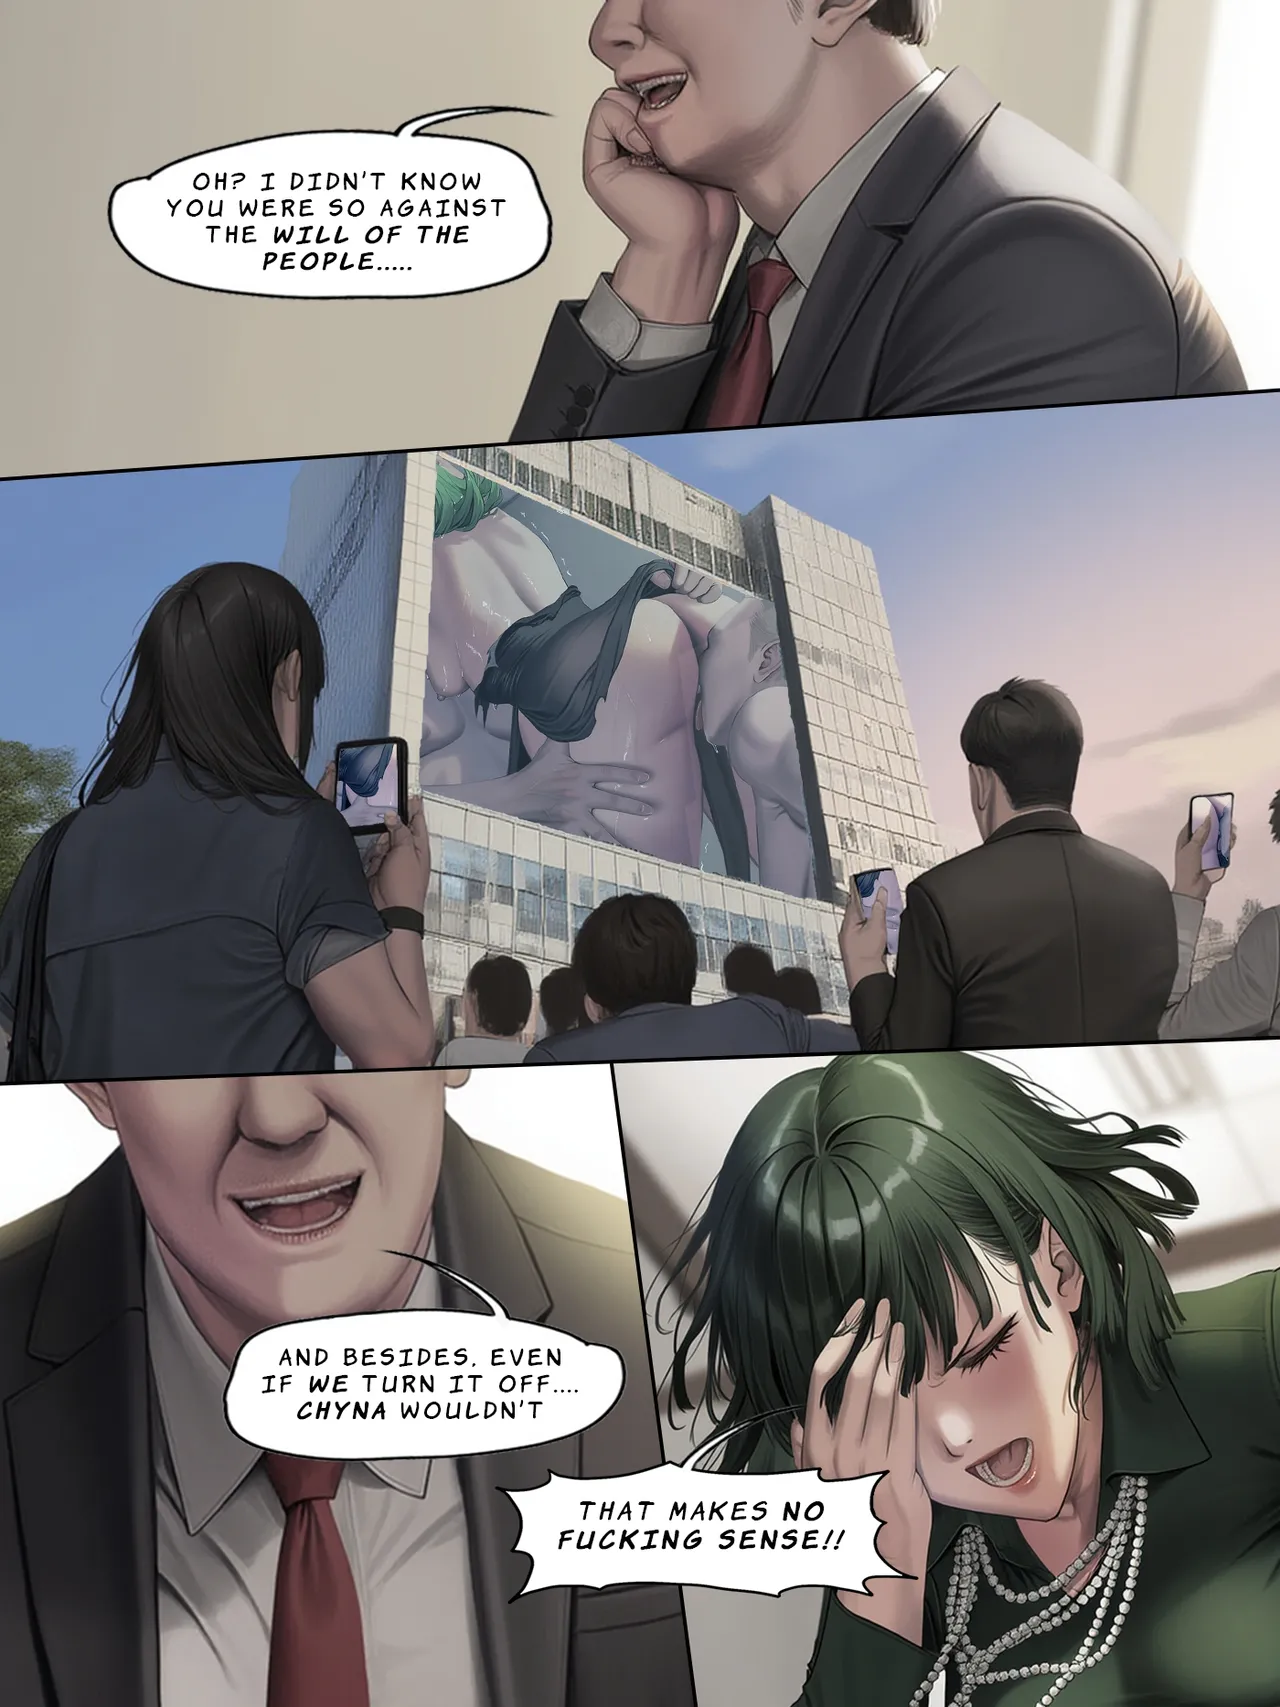 OH? I DIDN'T KNOW
YOU WERE SO AGAINST
THE WILL OF THE
PEOPLE.....
AND BESIDES, EVEN
IF WE TURN IT OFF....
CHYNA WOULDN'T
THAT MAKES NO
FUCKING SENSE!!